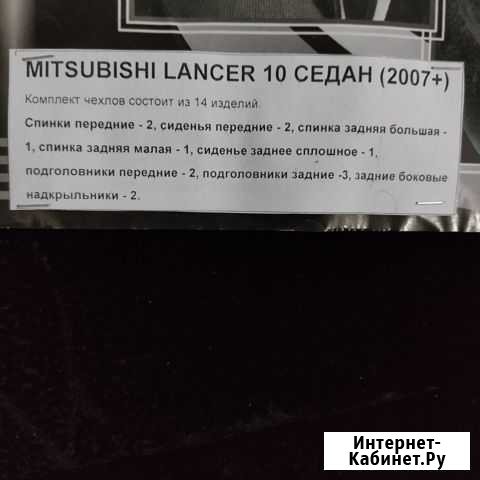 MITSUBISHI LANCER 10 СЕДАН (2007+)
Комплект чехлов состоит из 14 изделий.
Спинки передние - 2, сиденья передние - 2, спинка задняя большая -
1, спинка задняя малая - 1, сиденье заднее сплошное - 1,
подголовники передние - 2, подголовники задние -3, задние боковые
надкрыльники - 2.
Интернет-
Кабинет.Ру